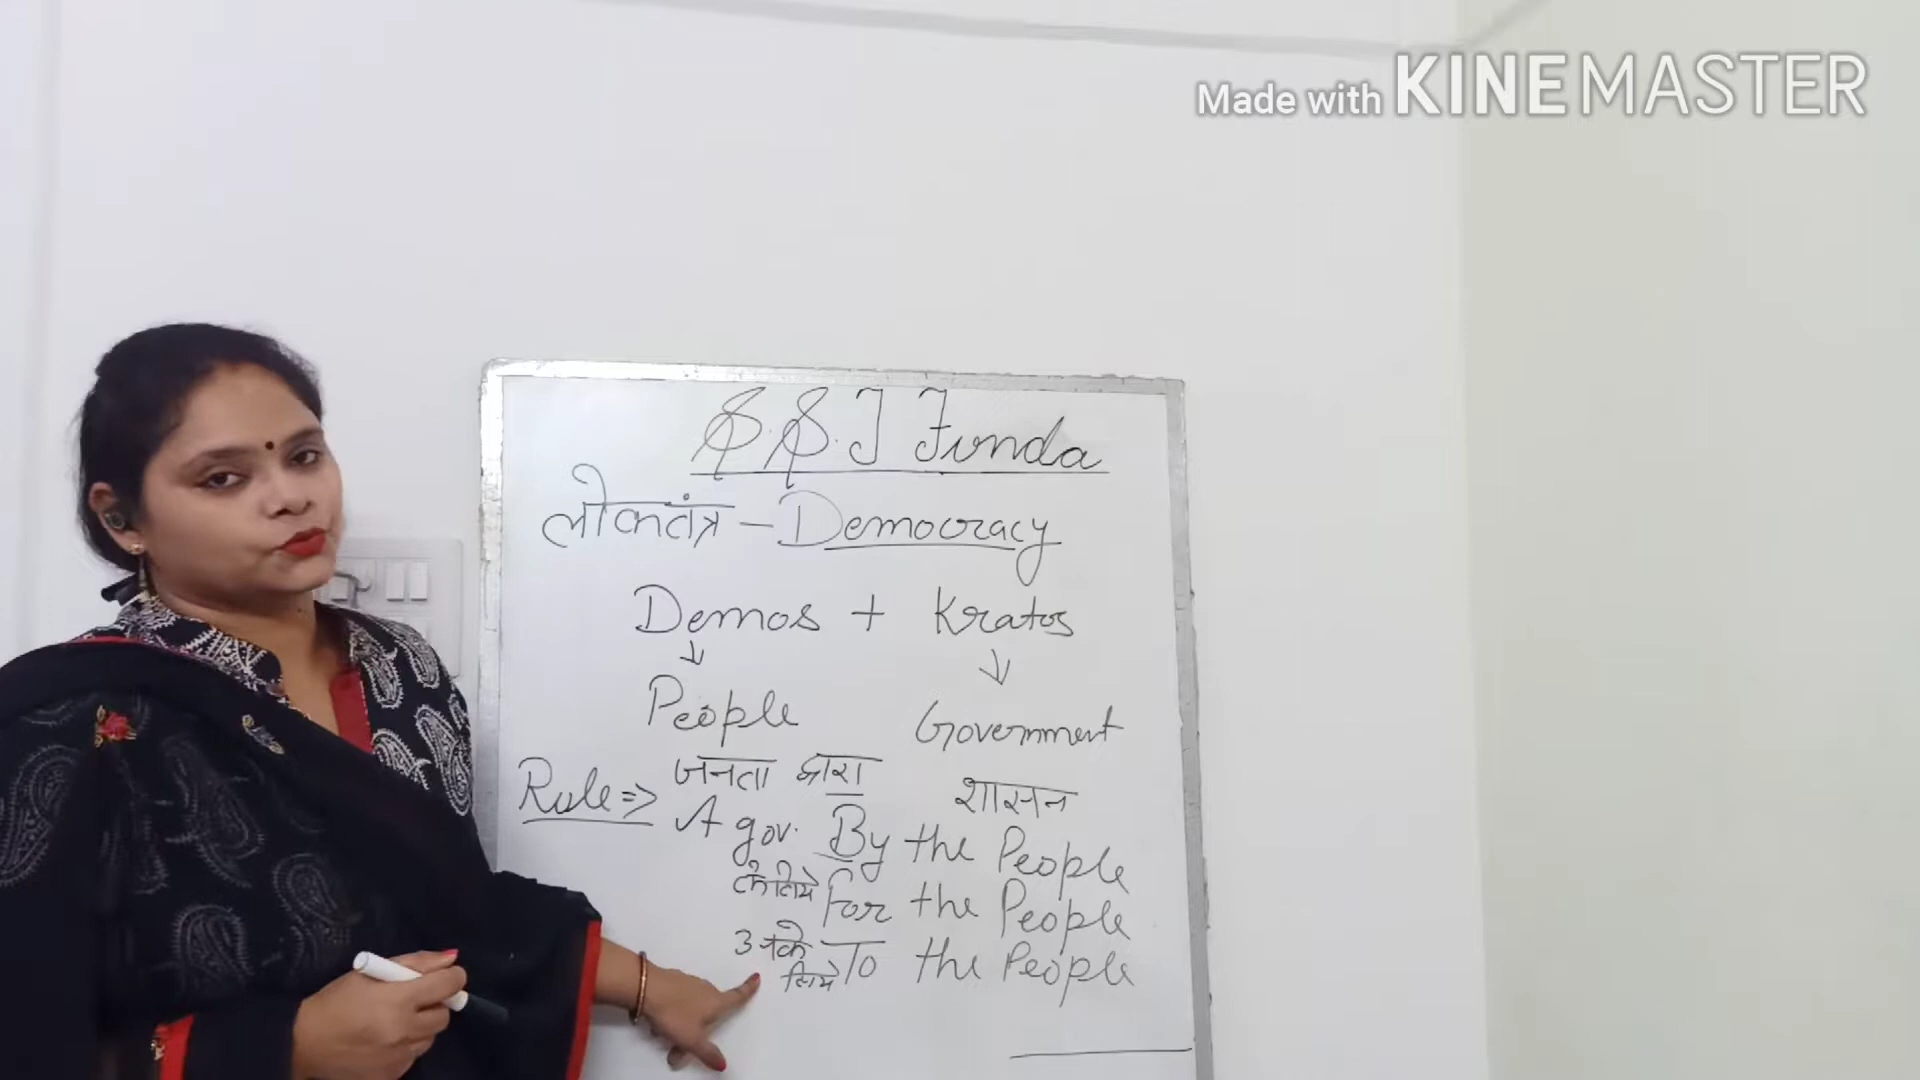 Made with KINEMASTER
S.S.J Funda
लोकतंत्र – Democracy
Demos + Kratos
↓ ↓
People Government
जनता द्वारा शासन
Rule => A gov. By the People
के लिये For the People
उनके लिये To the People